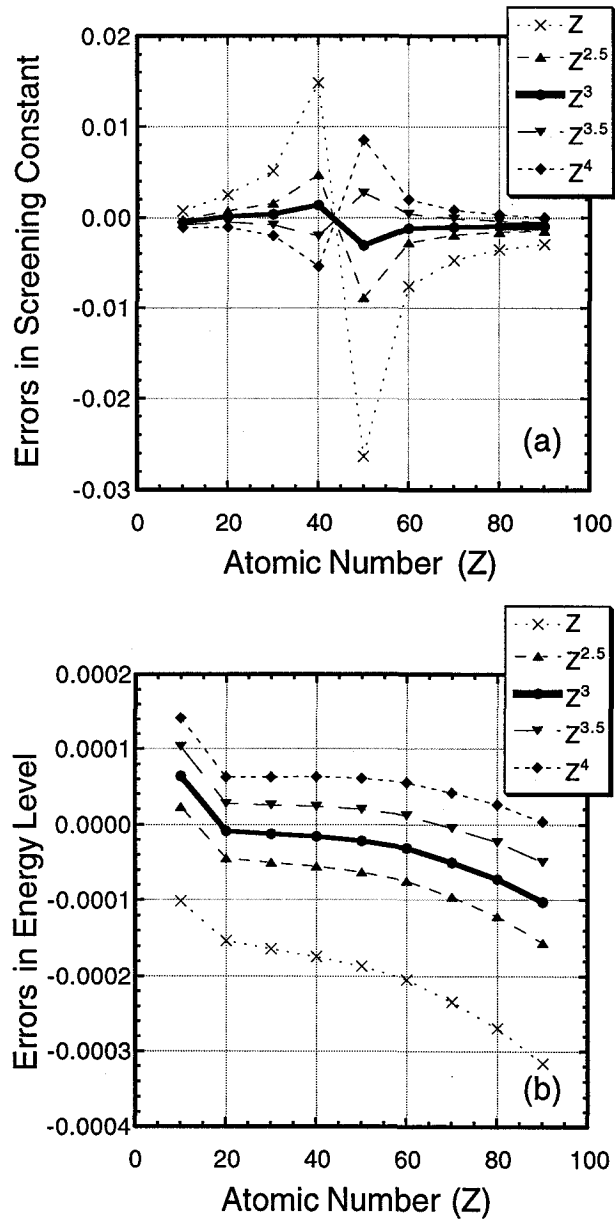 Z
Z2.5
Z3
Z3.5
Z4
0.02
0.01
0.00
-0.01
-0.02
-0.03
Errors in Screening Constant
(a)
0 20 40 60 80 100
Atomic Number (Z)
Z
Z2.5
Z3
Z3.5
Z4
0.0002
0.0001
0.0000
-0.0001
-0.0002
-0.0003
-0.0004
Errors in Energy Level
(b)
0 20 40 60 80 100
Atomic Number (Z)